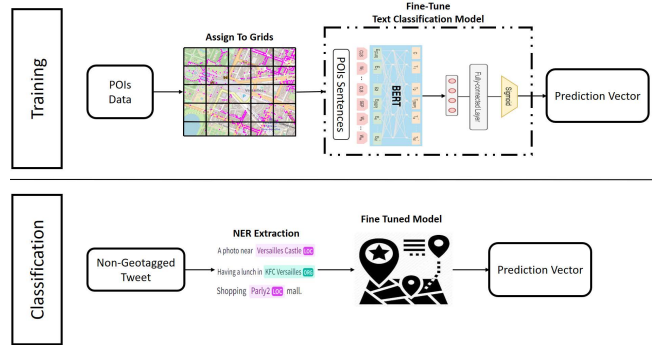 Training
POIs
Data
Assign To Grids
Fine-Tune
Text Classification Model
POIs Sentences
BERT
Fully-connected Layer
Sigmoid
Prediction Vector
Classification
Non-Geotagged
Tweet
NER Extraction
A photo near Versailles Castle LOC
Having a lunch in KFC Versailles ORG
Shopping Parly2 LOC mall.
Fine Tuned Model
Prediction Vector